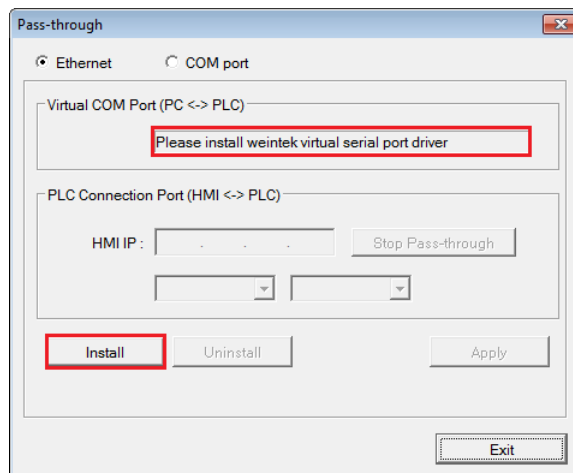 Pass-through
Ethernet COM port
Virtual COM Port (PC <-> PLC)
Please install weintek virtual serial port driver
PLC Connection Port (HMI <-> PLC)
HMI IP : . . . Stop Pass-through
Install Uninstall Apply
Exit